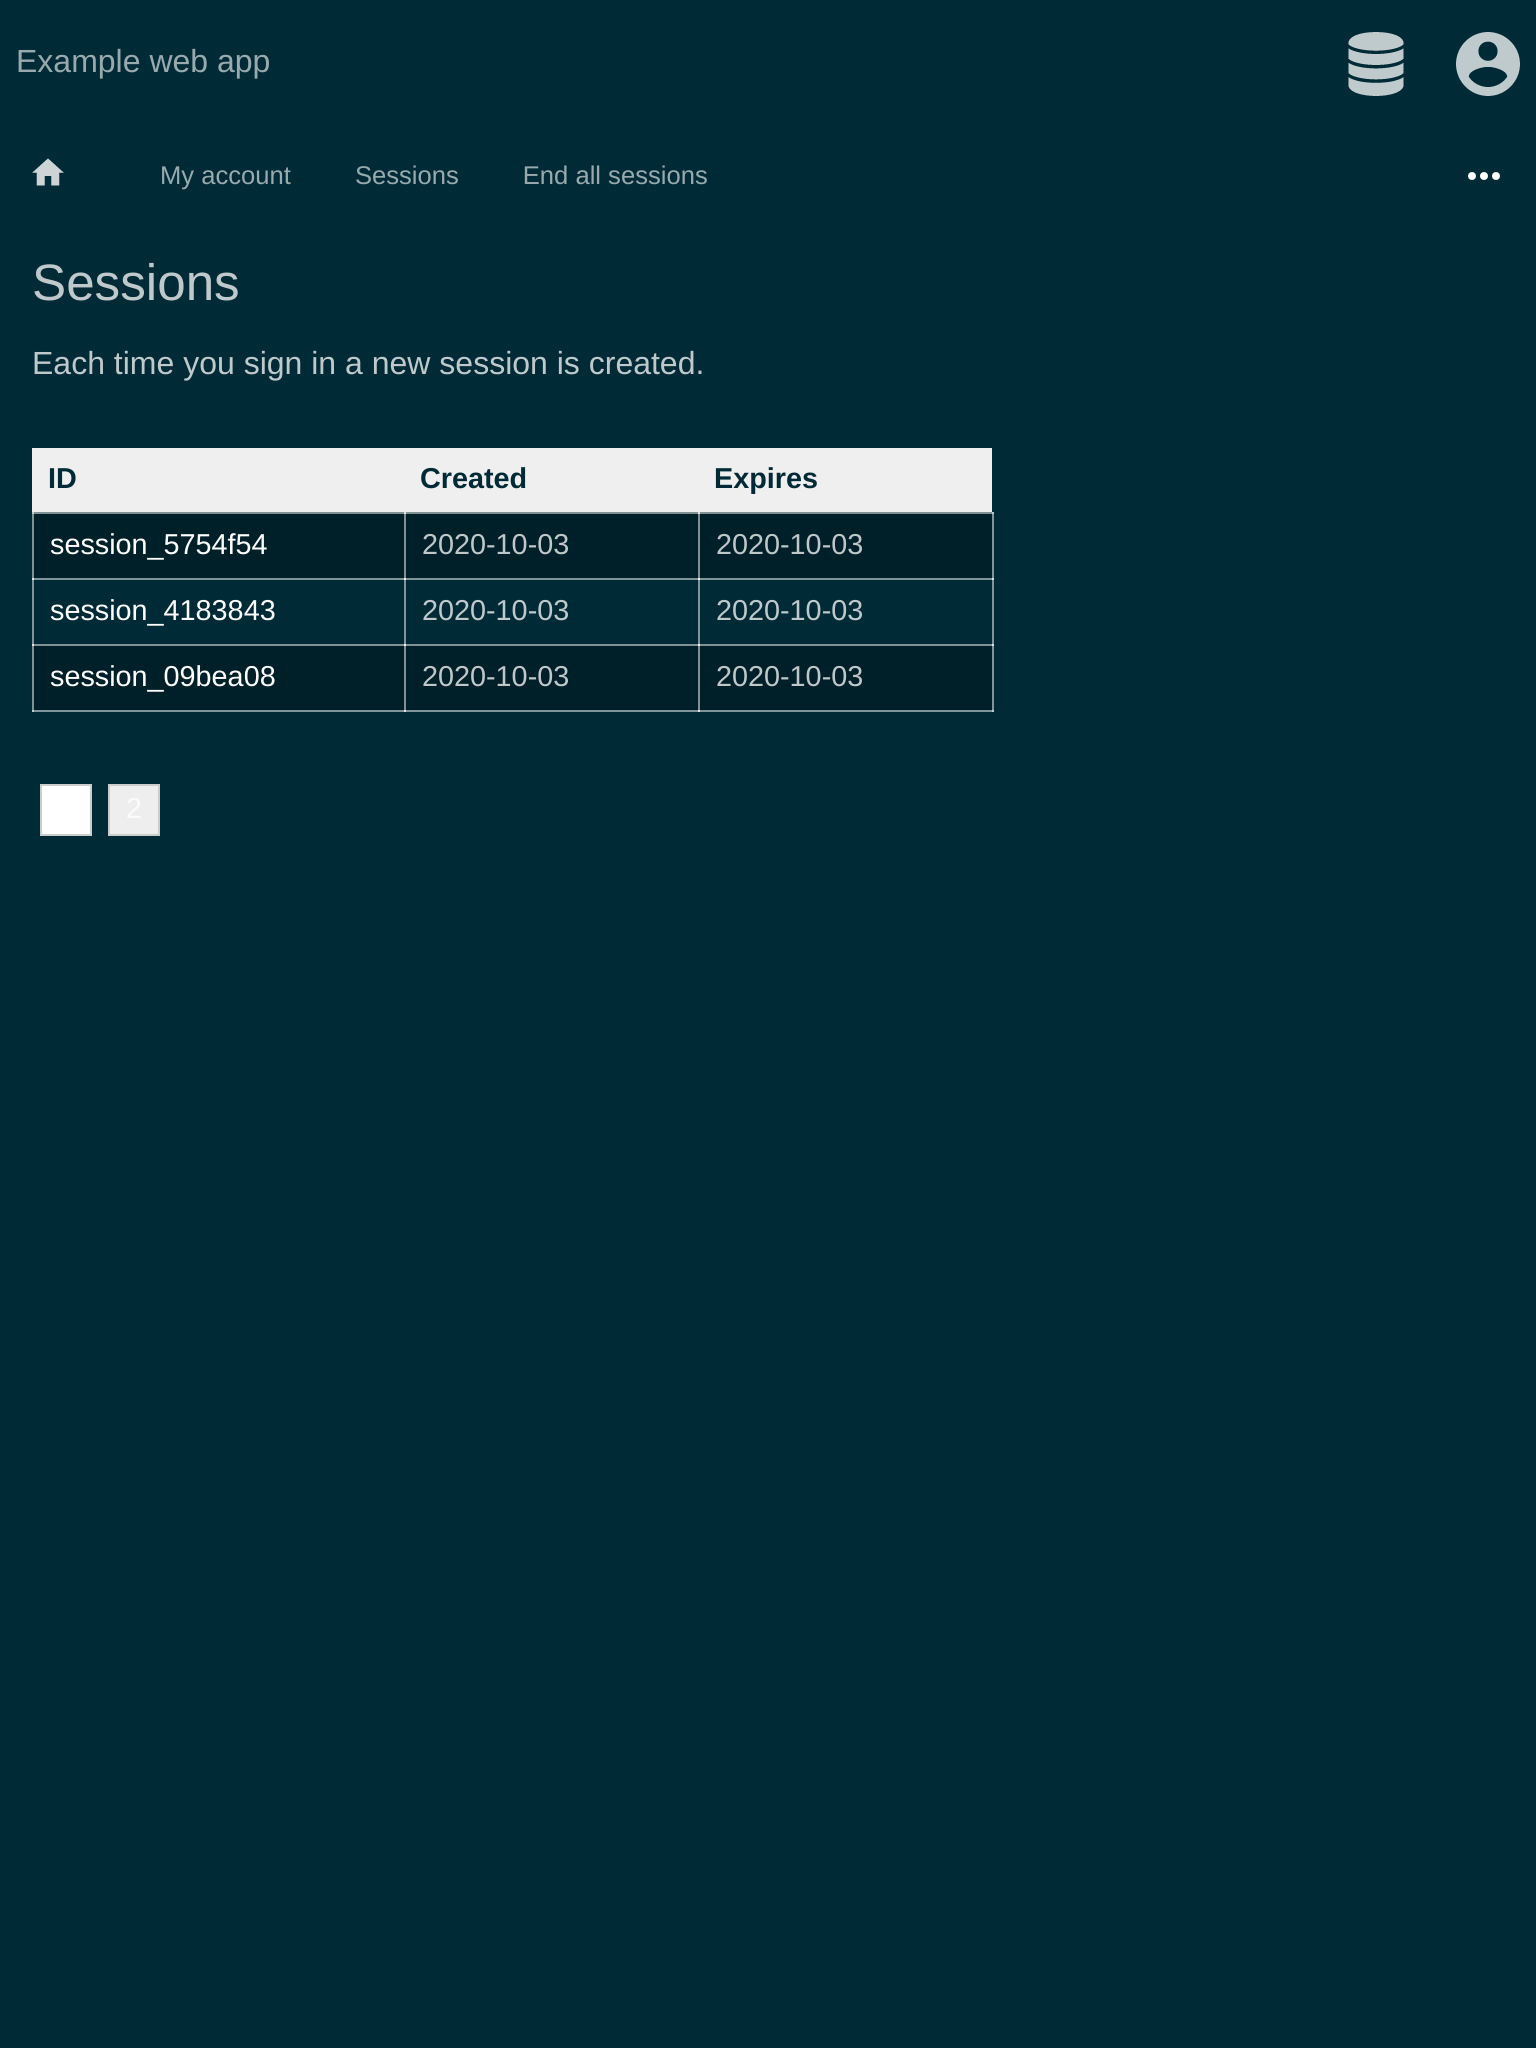 Example web app
My account Sessions End all sessions
Sessions
Each time you sign in a new session is created.
ID Created Expires
session_5754f54 2020-10-03 2020-10-03
session_4183843 2020-10-03 2020-10-03
session_09bea08 2020-10-03 2020-10-03
2